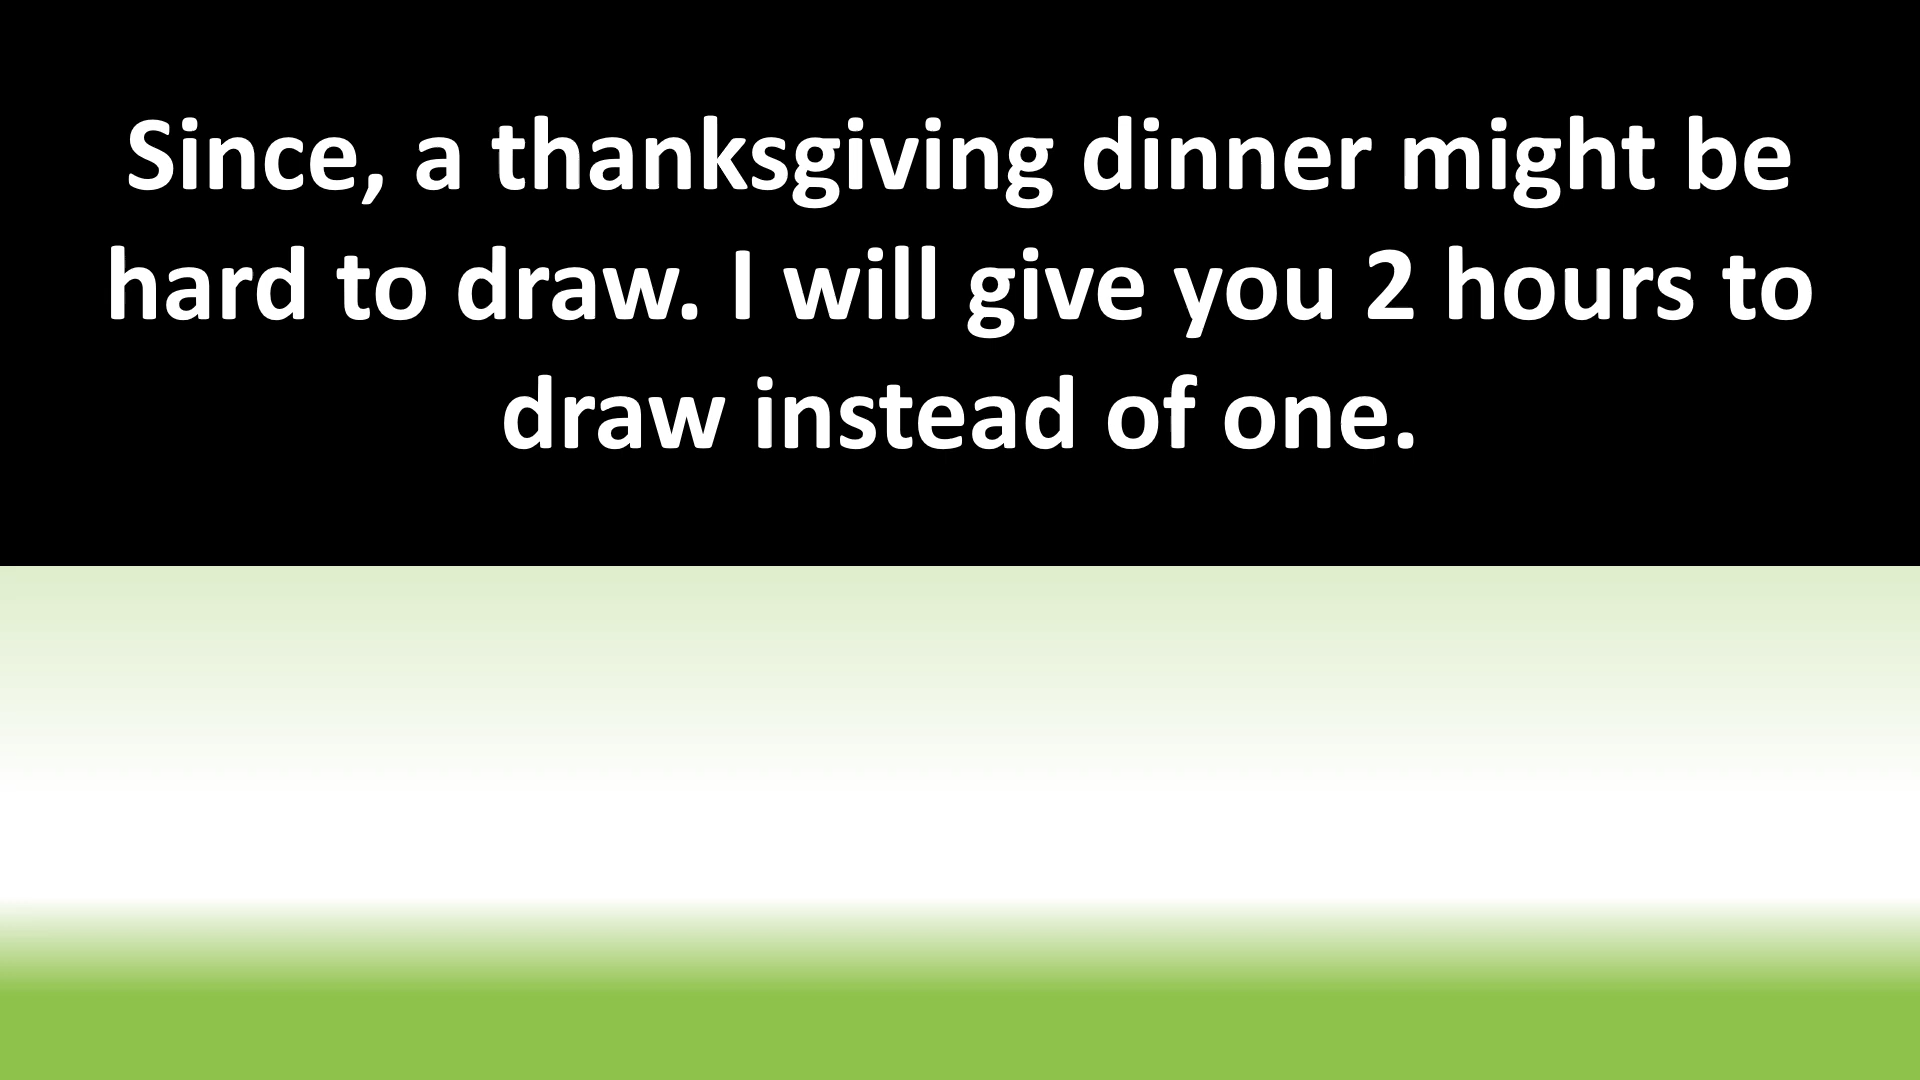 Since, a thanksgiving dinner might be
hard to draw. I will give you 2 hours to
draw instead of one.